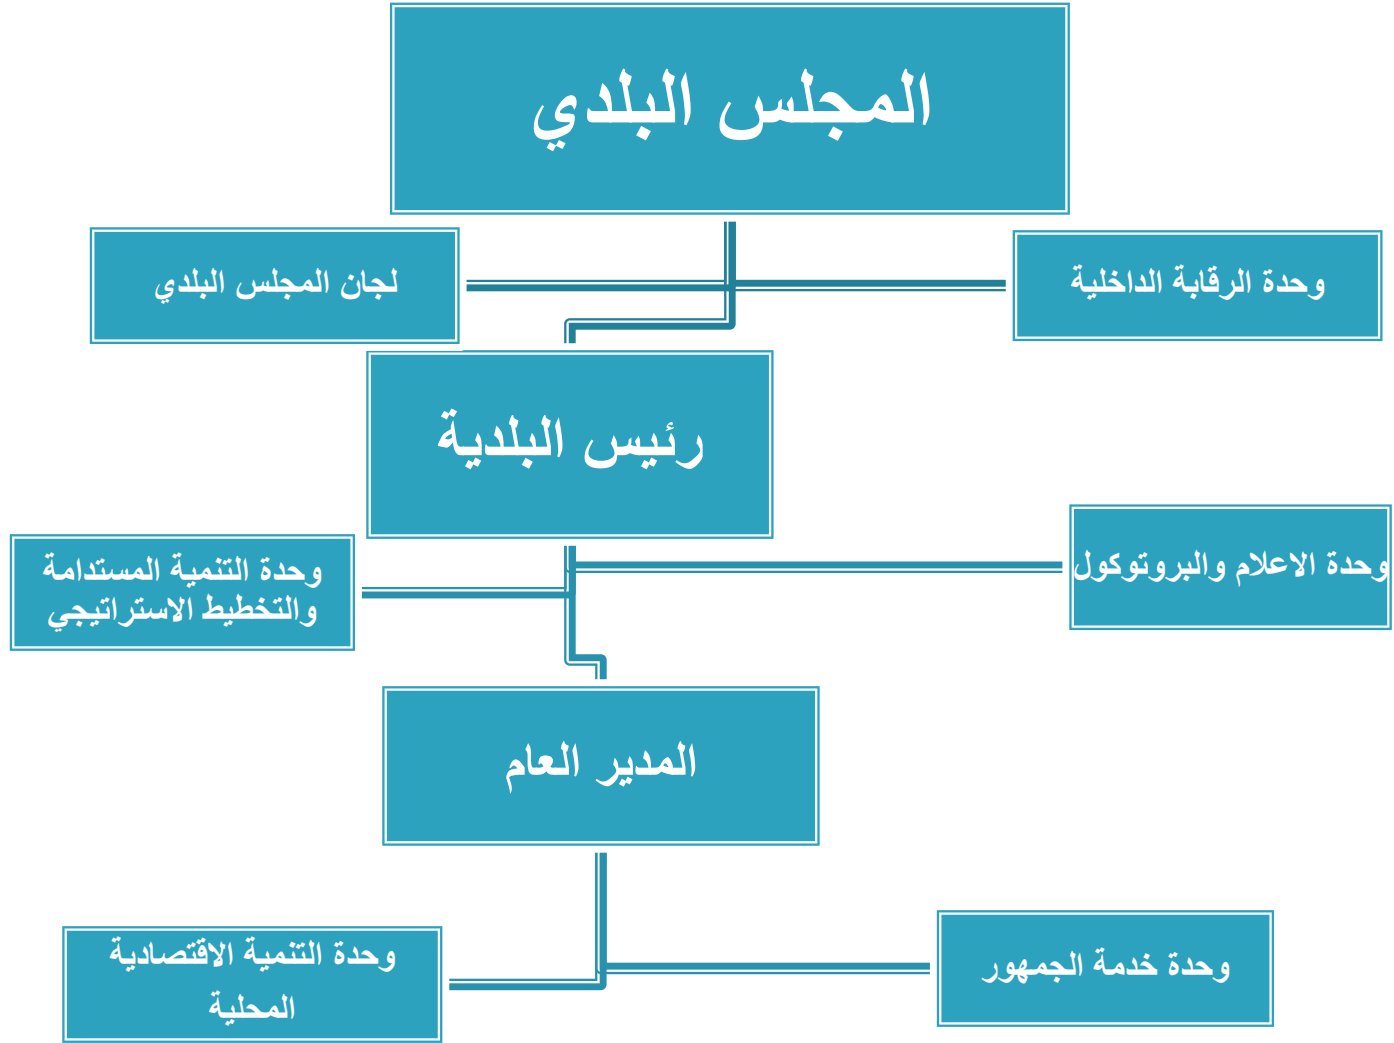 المجلس البلدي
وحدة الرقابة الداخلية
لجان المجلس البلدي
رئيس البلدية
وحدة الاعلام والبروتوكول
وحدة التنمية المستدامة
والتخطيط الاستراتيجي
المدير العام
وحدة خدمة الجمهور
وحدة التنمية الاقتصادية
المحلية